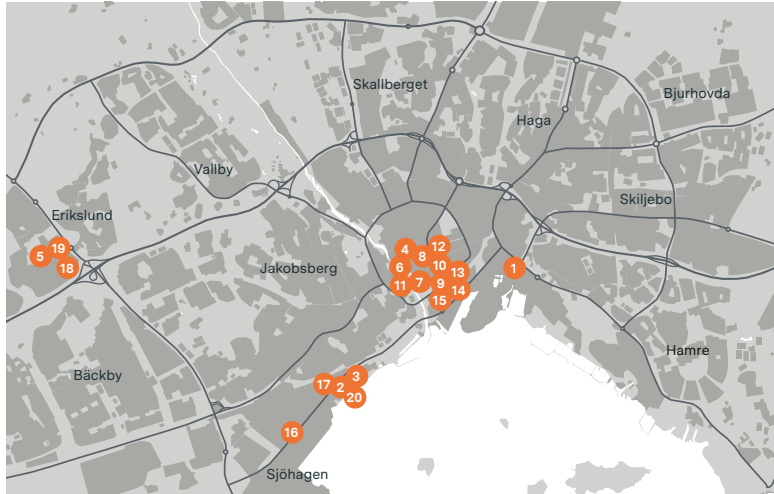 Skallberget
Bjurhovda
Haga
Vallby
Skiljebo
Erikslund
4
12
19
5
8
18
6
10
Jakobsberg
13
1
11
7
9
14
15
Hamre
Bäckby
3
17
2
20
16
Sjöhagen